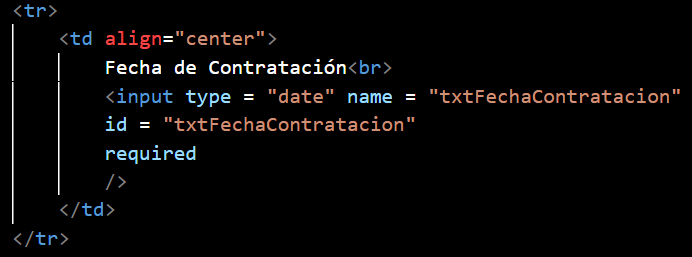 <tr>
<td align="center">
Fecha de Contratación<br>
<input type = "date" name = "txtFechaContratacion"
id = "txtFechaContratacion"
required
/>
</td>
</tr>